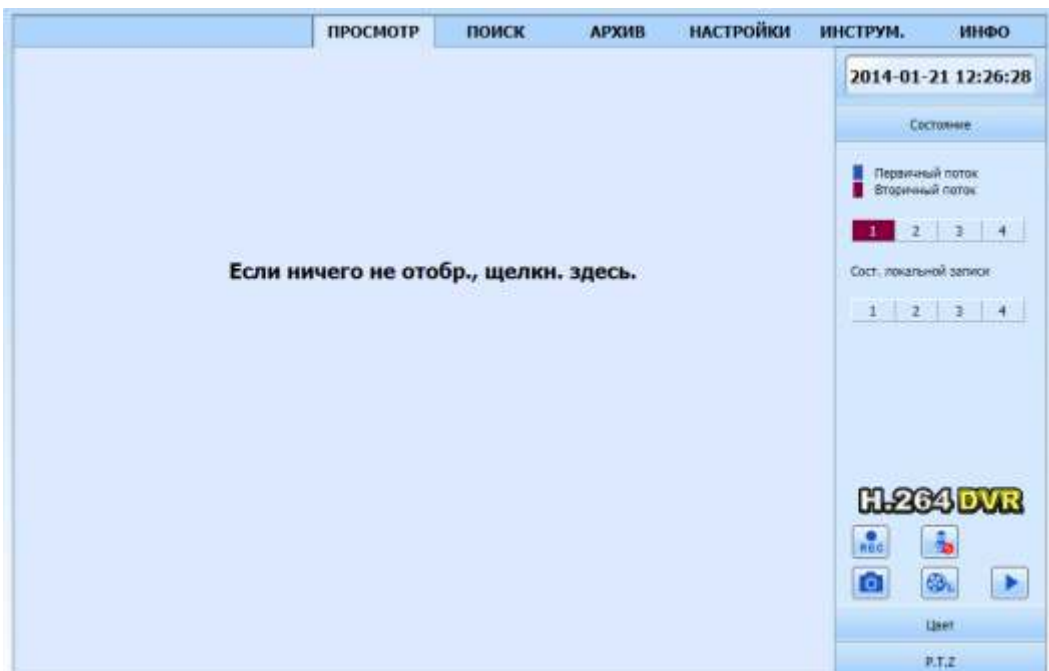 ПРОСМОТР ПОИСК АРХИВ НАСТРОЙКИ ИНСТРУМ. ИНФО
2014-01-21 12:26:28
Состояние
Первичный поток
Вторичный поток
1 2 3 4
Если ничего не отобр., щелкн. здесь.
Сост. локальной записи
1 2 3 4
H.264 DVR
REC
Цвет
P.T.Z